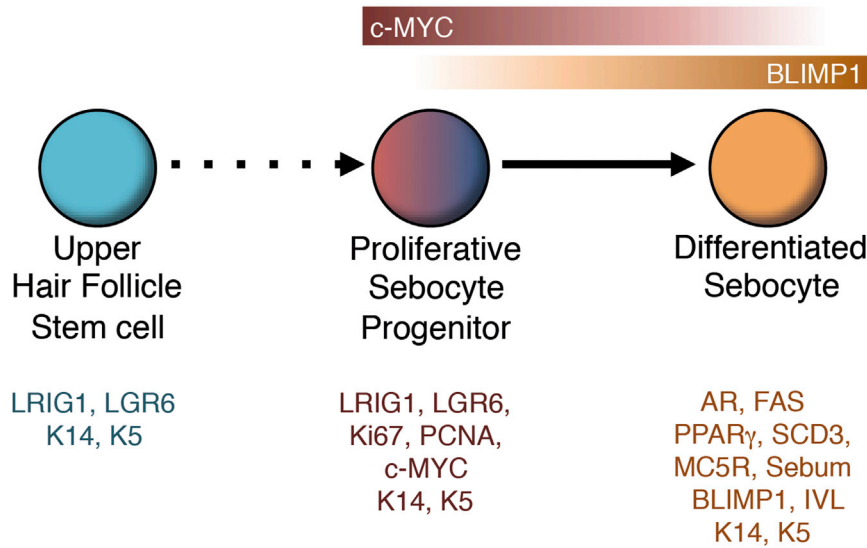 c-MYC
BLIMP1
Upper
Hair Follicle
Stem cell
Proliferative
Sebocyte
Progenitor
Differentiated
Sebocyte
LRIG1, LGR6
K14, K5
LRIG1, LGR6,
Ki67, PCNA,
c-MYC
K14, K5
AR, FAS
PPARγ, SCD3,
MC5R, Sebum
BLIMP1, IVL
K14, K5